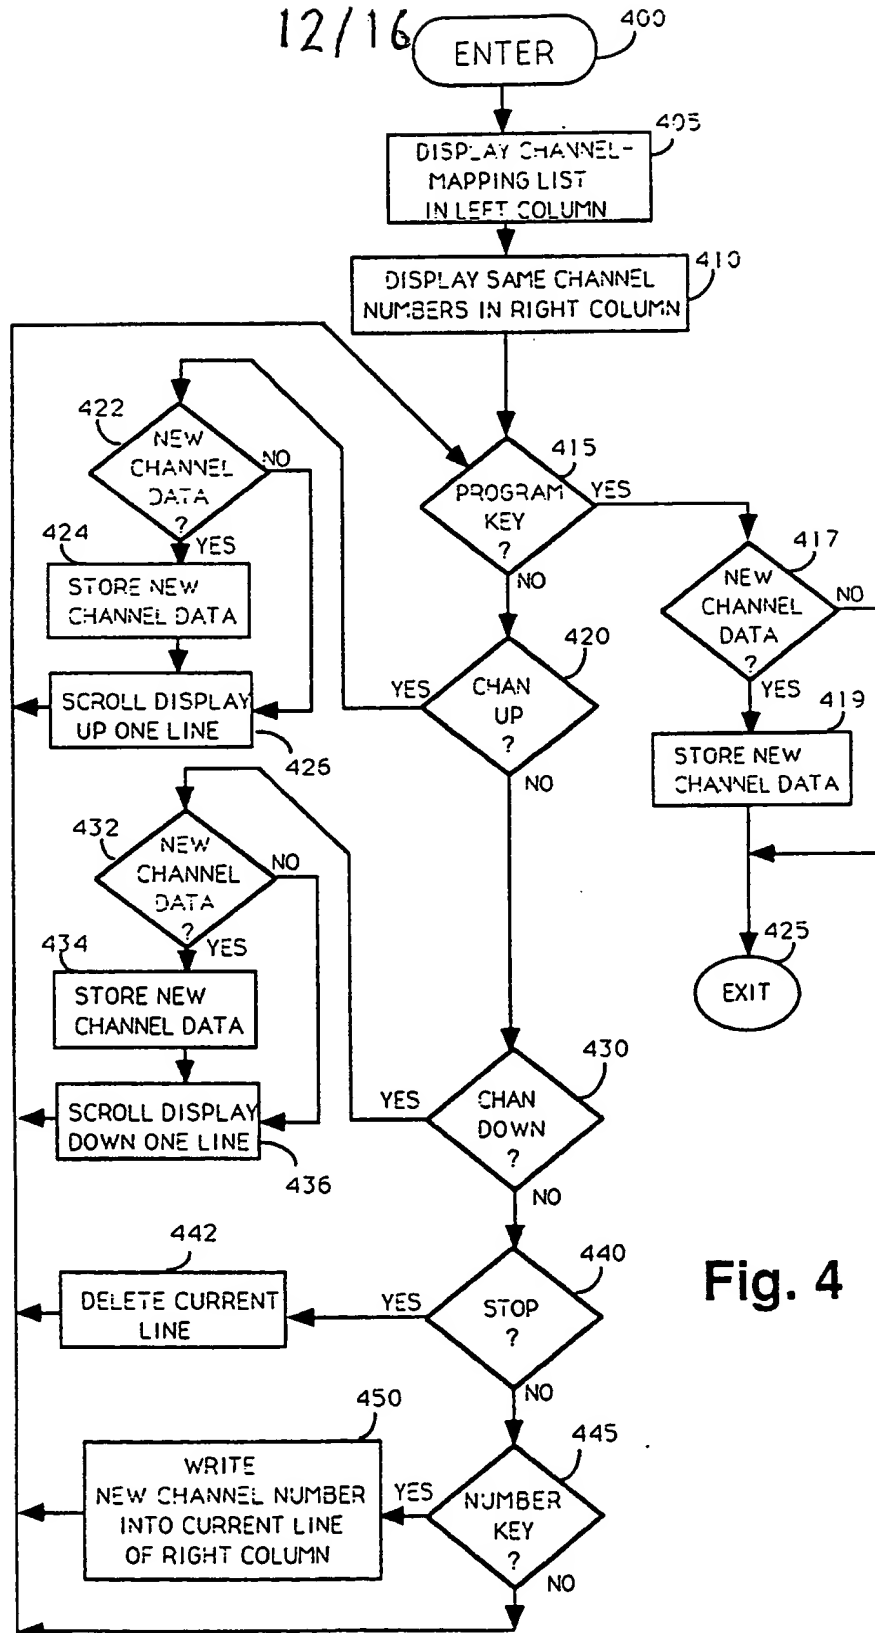 12/16
ENTER
400
405
DISPLAY CHANNEL-
MAPPING LIST
IN LEFT COLUMN
410
DISPLAY SAME CHANNEL
NUMBERS IN RIGHT COLUMN
422
NEW
CHANNEL
DATA
?
NO
YES
415
PROGRAM
KEY
?
YES
NO
417
NEW
CHANNEL
DATA
?
NO
YES
424
STORE NEW
CHANNEL DATA
420
CHAN
UP
?
YES
NO
SCROLL DISPLAY
UP ONE LINE
426
419
STORE NEW
CHANNEL DATA
432
NEW
CHANNEL
DATA
?
NO
YES
434
STORE NEW
CHANNEL DATA
425
EXIT
430
CHAN
DOWN
?
YES
NO
SCROLL DISPLAY
DOWN ONE LINE
436
442
DELETE CURRENT
LINE
440
STOP
?
YES
NO
Fig. 4
450
WRITE
NEW CHANNEL NUMBER
INTO CURRENT LINE
OF RIGHT COLUMN
445
NUMBER
KEY
?
YES
NO